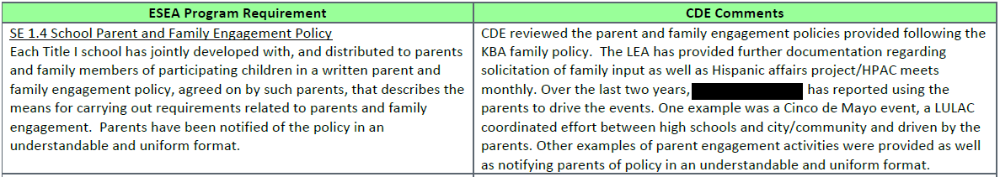 ESEA Program Requirement
CDE Comments
SE 1.4 School Parent and Family Engagement Policy
Each Title I school has jointly developed with, and distributed to parents
and family members of participating children in a written parent and
family engagement policy, agreed on by such parents, that describes the
means for carrying out requirements related to parents and family
engagement.  Parents have been notified of the policy in an
understandable and uniform format.
CDE reviewed the parent and family engagement policies provided following the
KBA family policy.  The LEA has provided further documentation regarding
solicitation of family input as well as Hispanic affairs project/HPAC meets
monthly. Over the last two years, has reported using the
parents to drive the events. One example was a Cinco de Mayo event, a LULAC
coordinated effort between high schools and city/community and driven by the
parents. Other examples of parent engagement activities were provided as well
as notifying parents of policy in an understandable and uniform format.